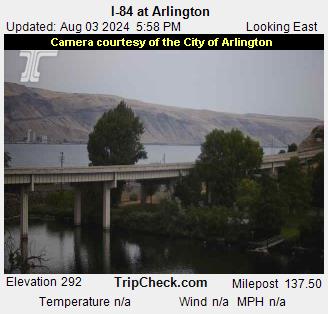 I-84 at Arlington
Updated: Aug 03 2024 5:58 PM Looking East
Camera courtesy of the City of Arlington
Elevation 292 TripCheck.com Milepost 137.50
Temperature n/a Wind n/a MPH n/a